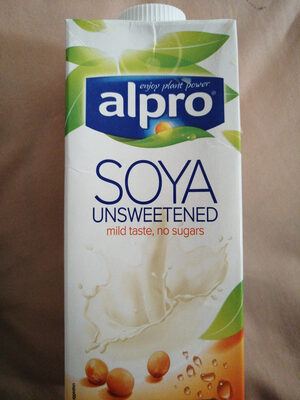 enjoy plant power
alpro
SOYA
UNSWEETENED
mild taste, no sugars